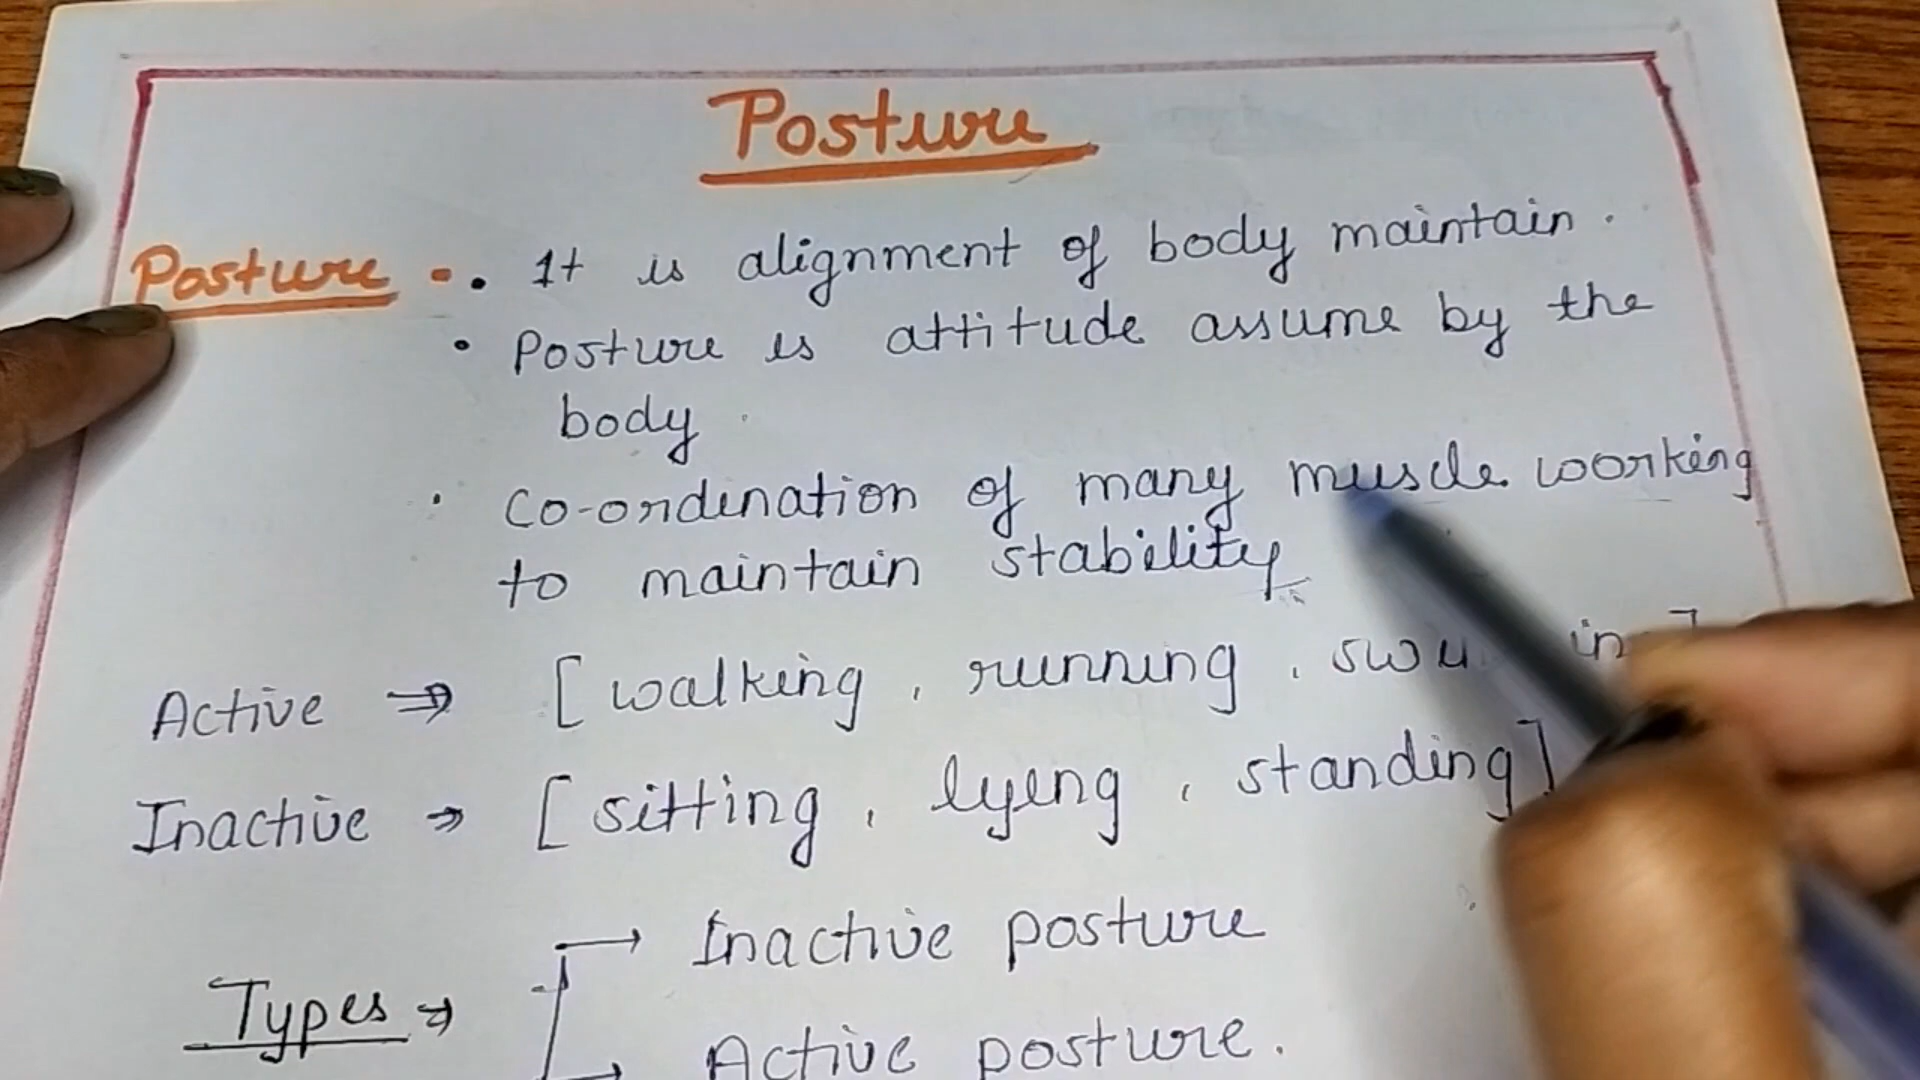 Posture
Posture - • It is alignment of body maintain.
• Posture is attitude assume by the
body.
• Co-ordination of many muscle working
to maintain stability
Active ⇒ [walking, running,
Inactive → [sitting, lying, standing]
Types ⇒ → Inactive posture
→ Active posture.